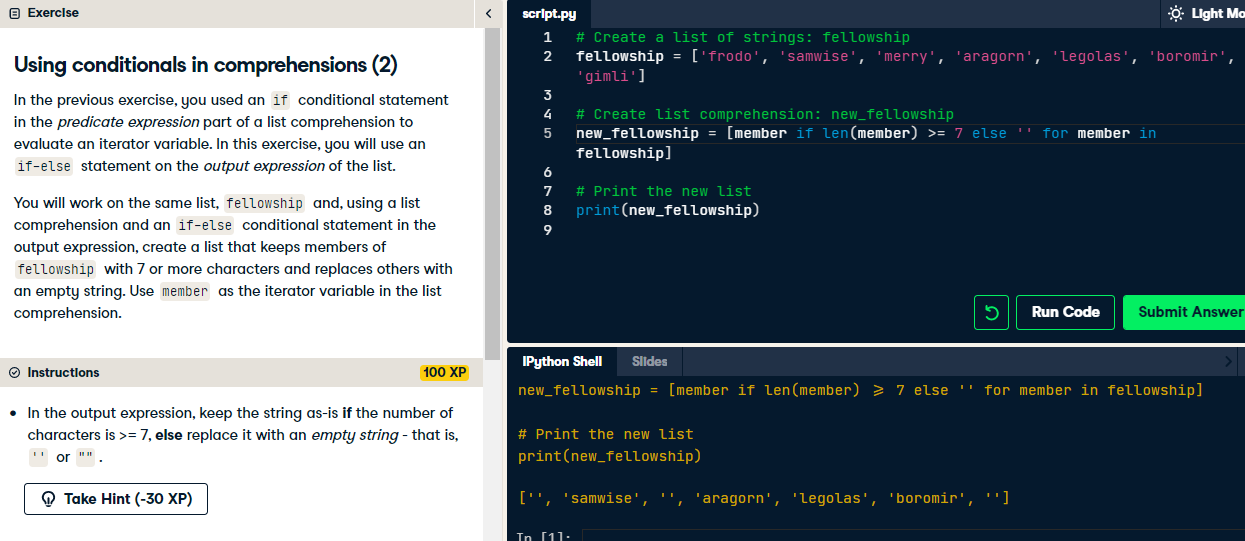 Exercise
Using conditionals in comprehensions (2)
In the previous exercise, you used an if conditional statement
in the predicate expression part of a list comprehension to
evaluate an iterator variable. In this exercise, you will use an
if-else statement on the output expression of the list.
You will work on the same list, fellowship and, using a list
comprehension and an if-else conditional statement in the
output expression, create a list that keeps members of
fellowship with 7 or more characters and replaces others with
an empty string. Use member as the iterator variable in the list
comprehension.
Instructions
100 XP
• In the output expression, keep the string as-is if the number of
characters is >= 7, else replace it with an empty string - that is,
'' or "" .
Take Hint (-30 XP)
script.py
Light Mo
1 # Create a list of strings: fellowship
2 fellowship = ['frodo', 'samwise', 'merry', 'aragorn', 'legolas', 'boromir',
'gimli']
3
4 # Create list comprehension: new_fellowship
5 new_fellowship = [member if len(member) >= 7 else '' for member in
fellowship]
6
7 # Print the new list
8 print(new_fellowship)
9
Run Code
Submit Answer
IPython Shell
Slides
new_fellowship = [member if len(member) >= 7 else '' for member in fellowship]
# Print the new list
print(new_fellowship)
['', 'samwise', '', 'aragorn', 'legolas', 'boromir', '']
In [1]: